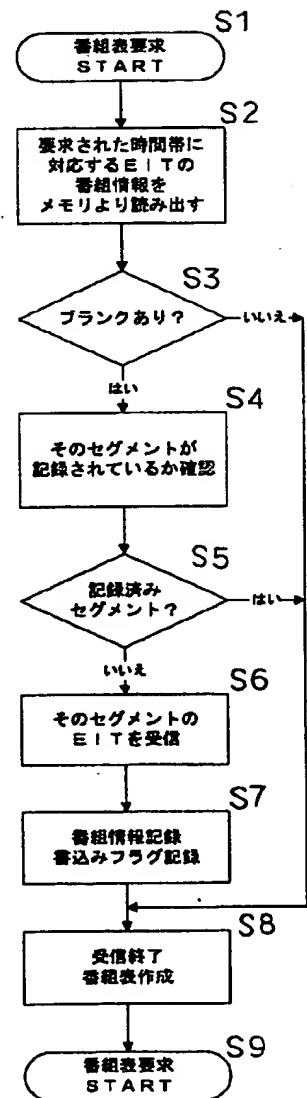 S1
番組表要求
START
S2
要求された時間帯に
対応するEITの
番組情報を
メモリより読み出す
S3
ブランクあり？
いいえ
はい
S4
そのセグメントが
記録されているか確認
S5
記録済み
セグメント？
はい
いいえ
S6
そのセグメントの
EITを受信
S7
番組情報記録
書込みフラグ記録
S8
受信終了
番組表作成
S9
番組表要求
START